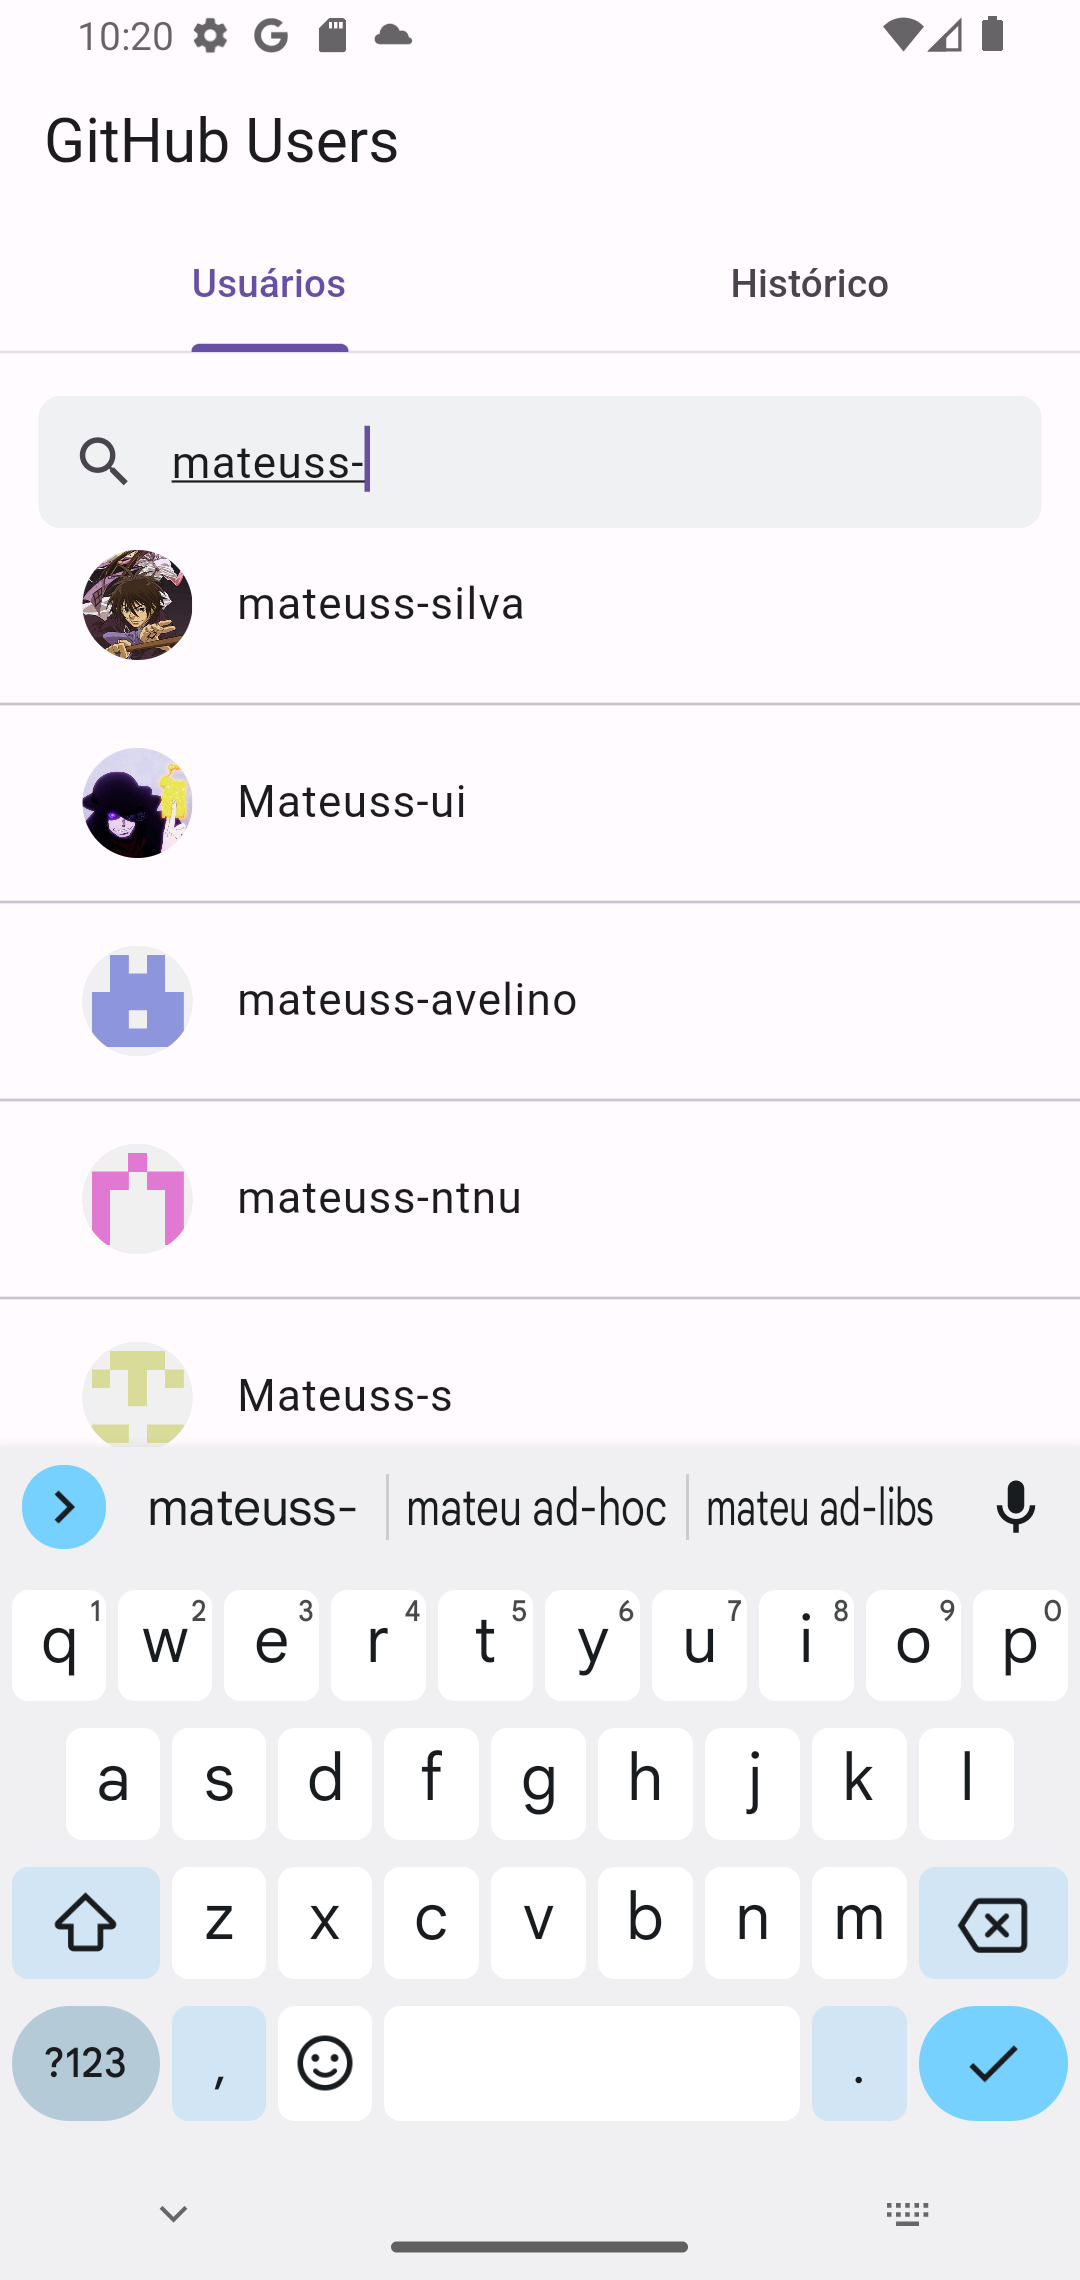 10:20
GitHub Users
Usuários Histórico
mateuss-
mateuss-silva
Mateuss-ui
mateuss-avelino
mateuss-ntnu
Mateuss-s
mateuss- mateu ad-hoc mateu ad-libs
q 1 w 2 e 3 r 4 t 5 y 6 u 7 i 8 o 9 p 0
a s d f g h j k l
z x c v b n m
?123 , .